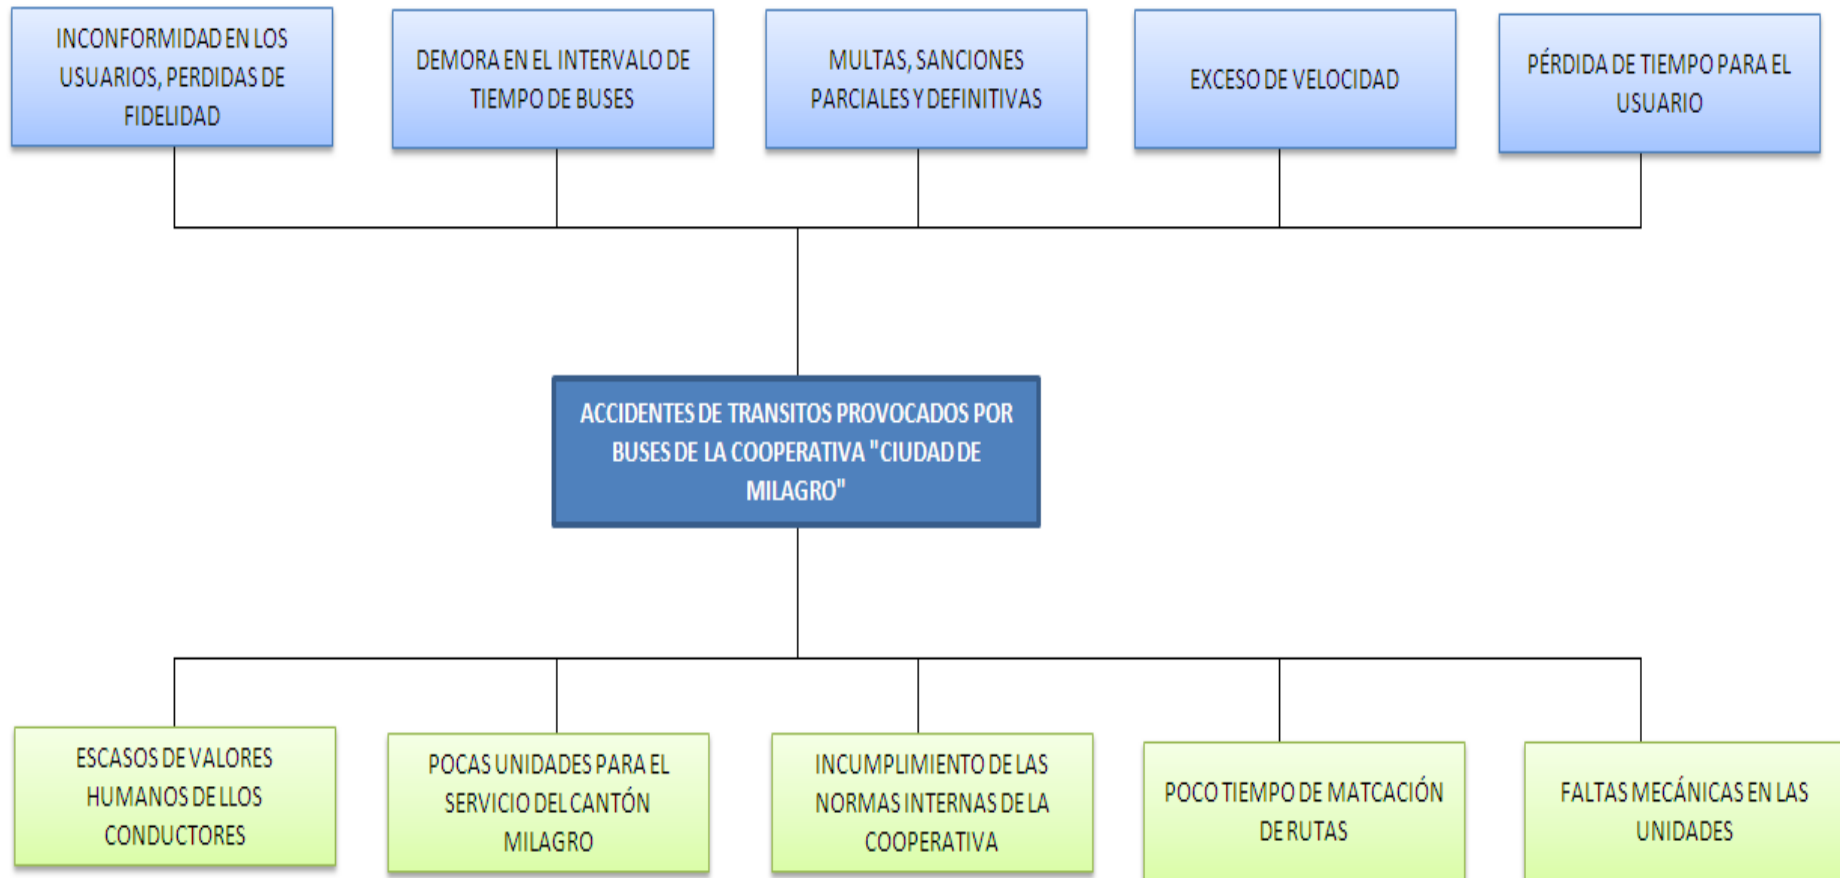 INCONFORMIDAD EN LOS
USUARIOS, PERDIDAS DE
FIDELIDAD
DEMORA EN EL INTERVALO DE
TIEMPO DE BUSES
MULTAS, SANCIONES
PARCIALES Y DEFINITIVAS
EXCESO DE VELOCIDAD
PÉRDIDA DE TIEMPO PARA EL
USUARIO
ACCIDENTES DE TRANSITOS PROVOCADOS POR
BUSES DE LA COOPERATIVA "CIUDAD DE
MILAGRO"
ESCASOS DE VALORES
HUMANOS DE LLOS
CONDUCTORES
POCAS UNIDADES PARA EL
SERVICIO DEL CANTÓN
MILAGRO
INCUMPLIMIENTO DE LAS
NORMAS INTERNAS DE LA
COOPERATIVA
POCO TIEMPO DE MATCACIÓN
DE RUTAS
FALTAS MECÁNICAS EN LAS
UNIDADES